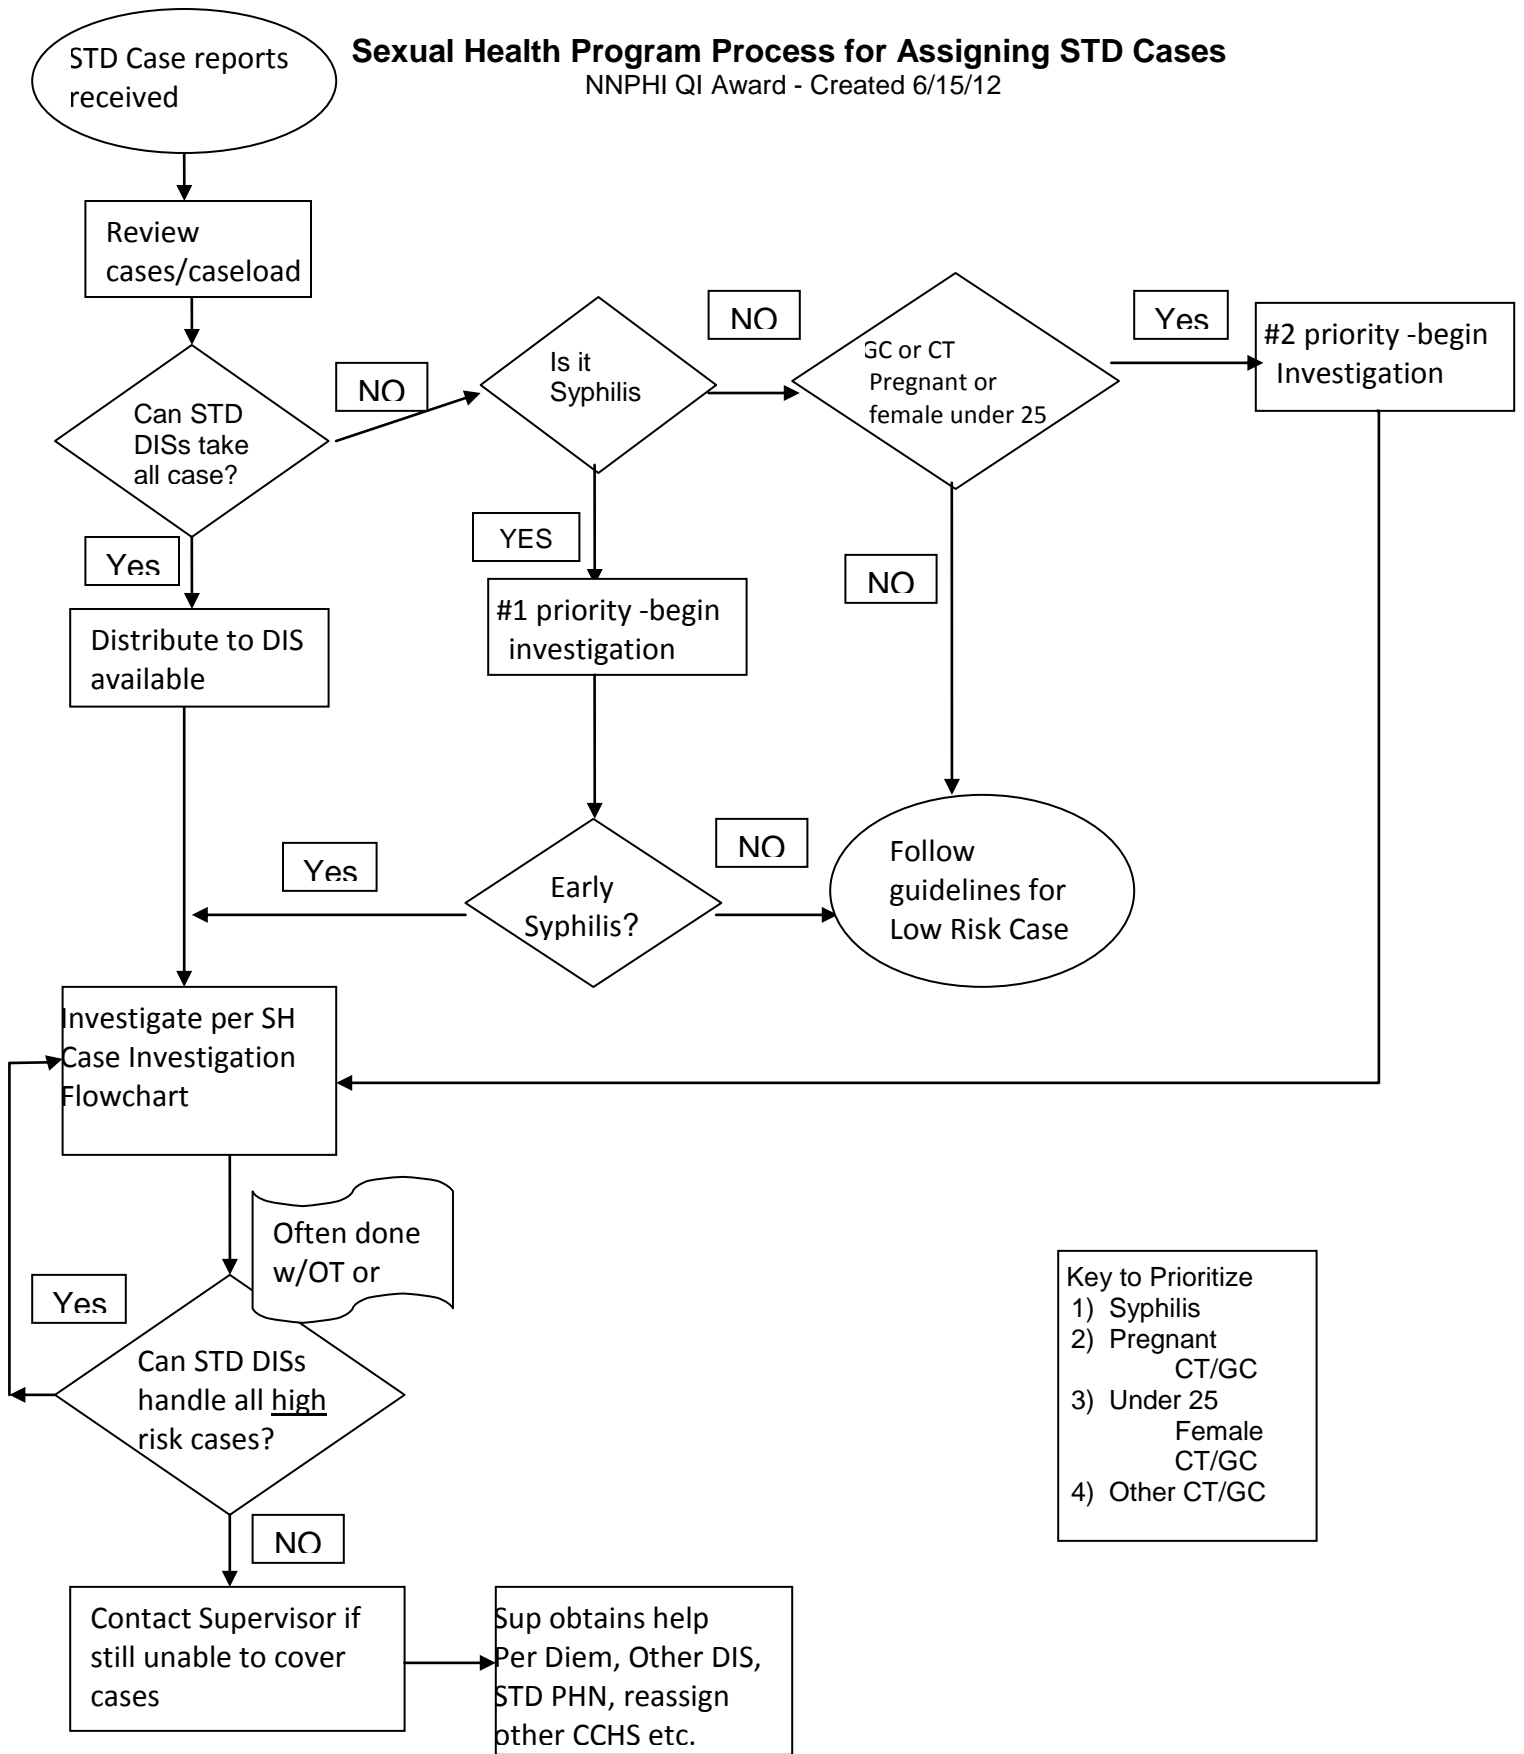 Sexual Health Program Process for Assigning STD Cases
NNPHI QI Award - Created 6/15/12
STD Case reports
received
Review
cases/caseload
Can STD
DISs take
all case?
NO
Is it
Syphilis
NO
GC or CT
Pregnant or
female under 25
Yes
#2 priority -begin
Investigation
Yes
Distribute to DIS
available
YES
#1 priority -begin
investigation
NO
Early
Syphilis?
Yes
NO
Follow
guidelines for
Low Risk Case
Investigate per SH
Case Investigation
Flowchart
Often done
w/OT or
Yes
Can STD DISs
handle all high
risk cases?
NO
Contact Supervisor if
still unable to cover
cases
Sup obtains help
Per Diem, Other DIS,
STD PHN, reassign
other CCHS etc.
Key to Prioritize
1) Syphilis
2) Pregnant
CT/GC
3) Under 25
Female
CT/GC
4) Other CT/GC